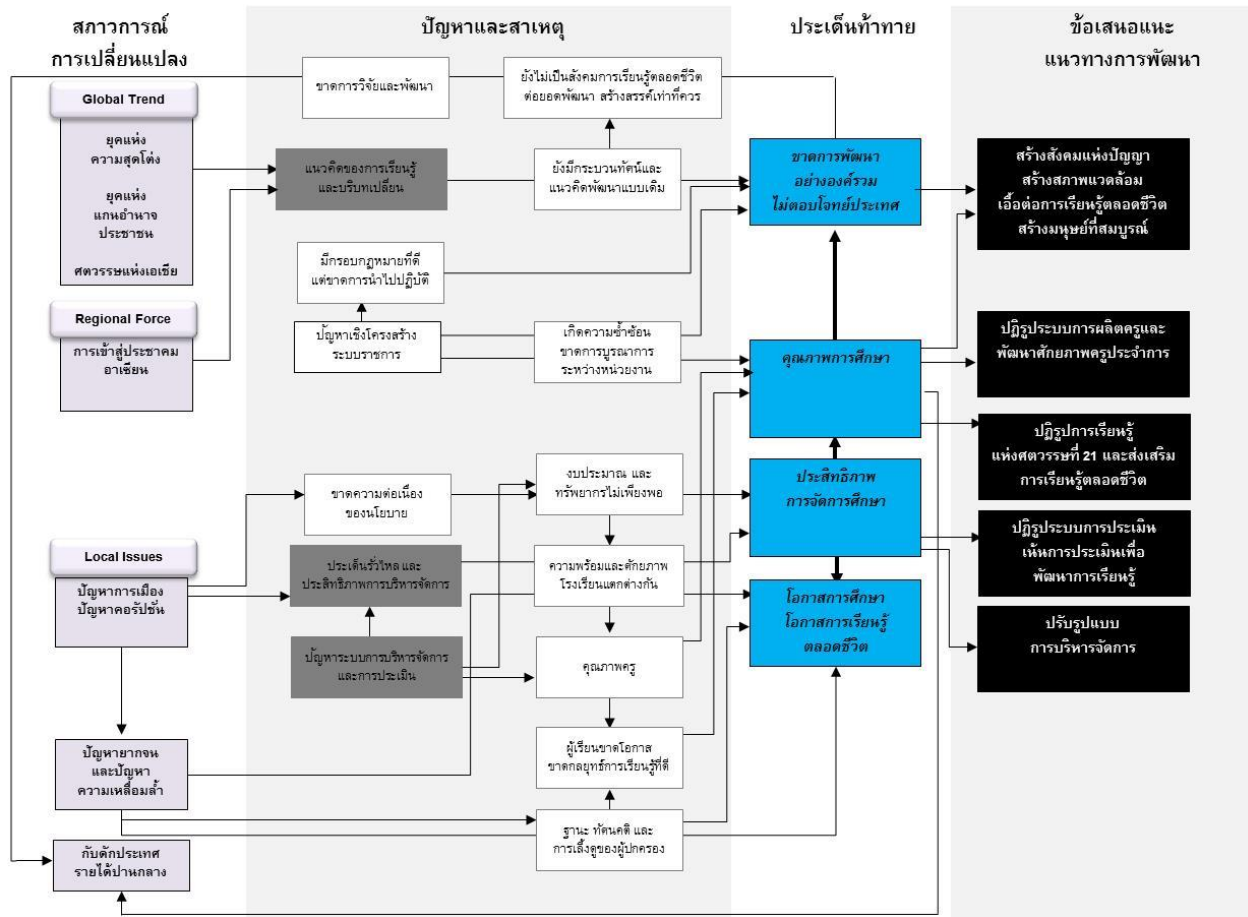 สภาวการณ์
การเปลี่ยนแปลง
ปัญหาและสาเหตุ
ประเด็นท้าทาย
ข้อเสนอแนะ
แนวทางการพัฒนา
Global Trend
ยุคแห่ง
ความสุดโต่ง
ยุคแห่ง
แกนอำนาจ
ประชาชน
ศตวรรษแห่งเอเชีย
Regional Force
การเข้าสู่ประชาคม
อาเซียน
Local Issues
ปัญหาการเมือง
ปัญหาคอรัปชั่น
ปัญหายากจน
และปัญหา
ความเหลื่อมล้ำ
กับดักประเทศ
รายได้ปานกลาง
ขาดการวิจัยและพัฒนา
ยังไม่เป็นสังคมการเรียนรู้ตลอดชีวิต
ต่อยอดพัฒนา สร้างสรรค์เท่าที่ควร
แนวคิดของการเรียนรู้
และบริบทเปลี่ยน
ยังมีกระบวนทัศน์และ
แนวคิดพัฒนาแบบเดิม
มีกรอบกฎหมายที่ดี
แต่ขาดการนำไปปฏิบัติ
ปัญหาเชิงโครงสร้าง
ระบบราชการ
เกิดความซ้ำซ้อน
ขาดการบูรณาการ
ระหว่างหน่วยงาน
ขาดความต่อเนื่อง
ของนโยบาย
งบประมาณ และ
ทรัพยากรไม่เพียงพอ
ประเด็นรั่วไหล และ
ประสิทธิภาพการบริหารจัดการ
ความพร้อมและศักยภาพ
โรงเรียนแตกต่างกัน
ปัญหาระบบการบริหารจัดการ
และการประเมิน
คุณภาพครู
ผู้เรียนขาดโอกาส
ขาดกลยุทธ์การเรียนรู้ที่ดี
ฐานะ ทัศนคติ และ
การเลี้งดูของผู้ปกครอง
ขาดการพัฒนา
อย่างองค์รวม
ไม่ตอบโจทย์ประเทศ
คุณภาพการศึกษา
ประสิทธิภาพ
การจัดการศึกษา
โอกาสการศึกษา
โอกาสการเรียนรู้
ตลอดชีวิต
สร้างสังคมแห่งปัญญา
สร้างสภาพแวดล้อม
เอื้อต่อการเรียนรู้ตลอดชีวิต
สร้างมนุษย์ที่สมบูรณ์
ปฏิรูประบบการผลิตครูและ
พัฒนาศักยภาพครูประจำการ
ปฏิรูปการเรียนรู้
แห่งศตวรรษที่ 21 และส่งเสริม
การเรียนรู้ตลอดชีวิต
ปฏิรูประบบการประเมิน
เน้นการประเมินเพื่อ
พัฒนาการเรียนรู้
ปรับรูปแบบ
การบริหารจัดการ